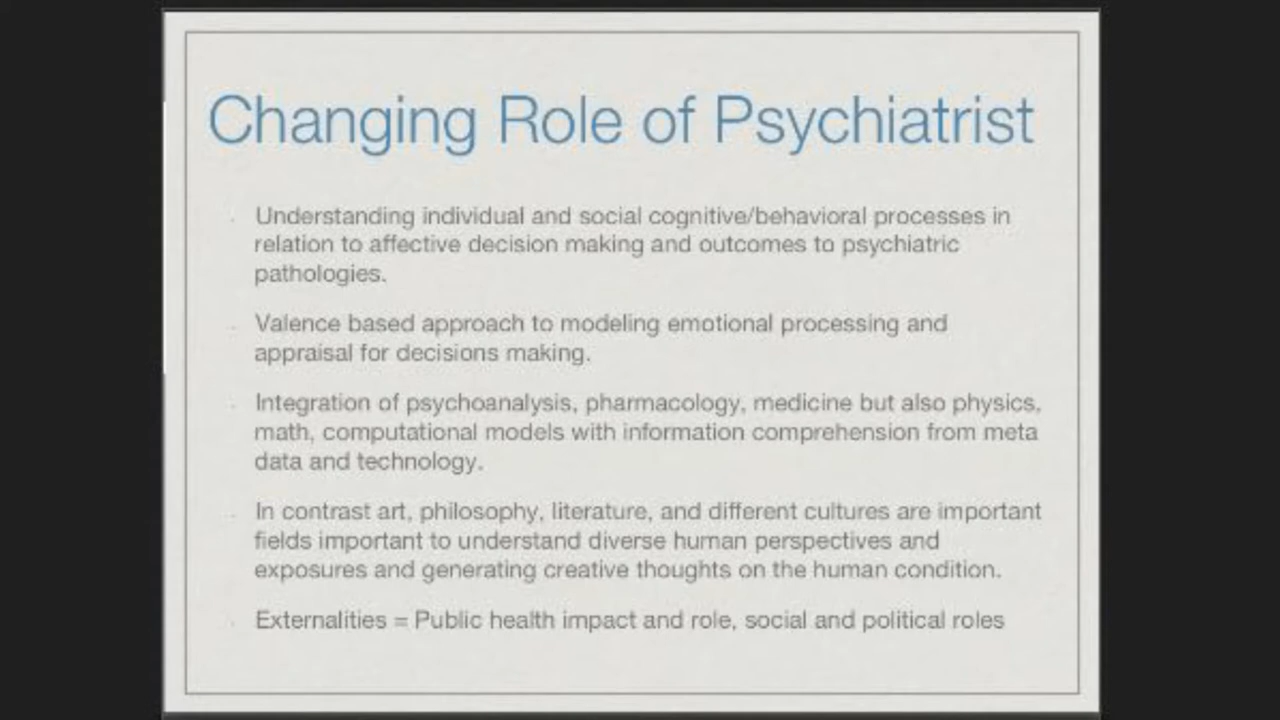 Changing Role of Psychiatrist
Understanding individual and social cognitive/behavioral processes in
relation to affective decision making and outcomes to psychiatric
pathologies.
Valence based approach to modeling emotional processing and
appraisal for decisions making.
Integration of psychoanalysis, pharmacology, medicine but also physics,
math, computational models with information comprehension from meta
data and technology.
In contrast art, philosophy, literature, and different cultures are important
fields important to understand diverse human perspectives and
exposures and generating creative thoughts on the human condition.
Externalities = Public health impact and role, social and political roles